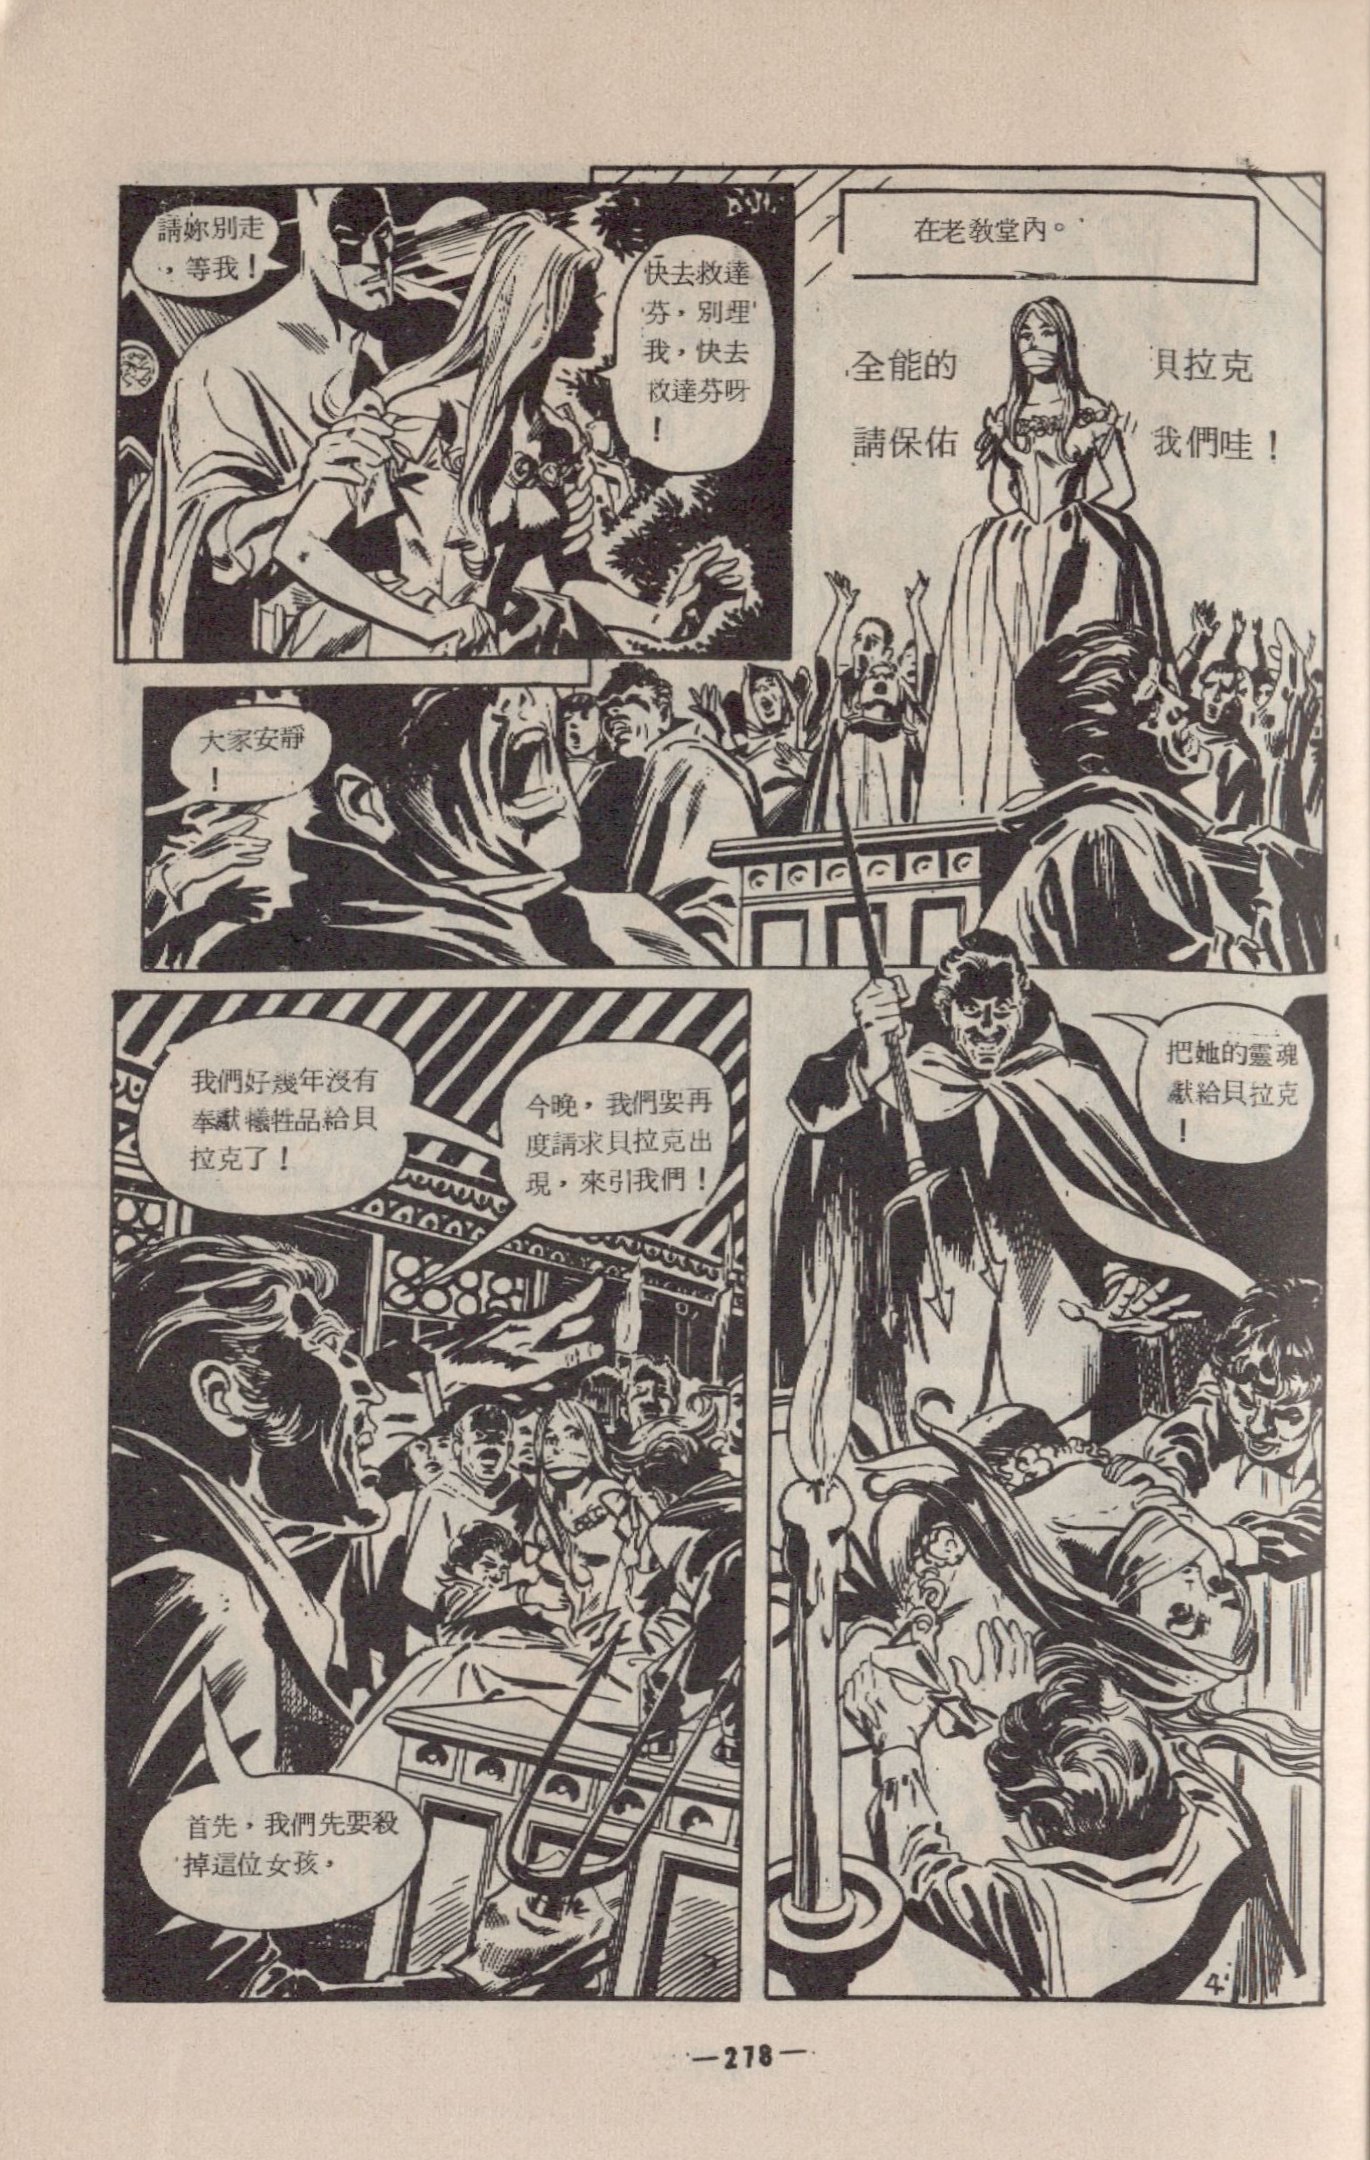 請妳別走
，等我！
快去救達
芬，別理
我，快去
救達芬呀
！
在老教堂內。
全能的 貝拉克
請保佑 我們哇！
大家安靜
！
我們好幾年沒有
奉獻犧牲品給貝
拉克了！
今晚，我們要再
度請求貝拉克出
現，來引我們！
首先，我們先要殺
掉這位女孩，
把她的靈魂
獻給貝拉克
！
4
—278—